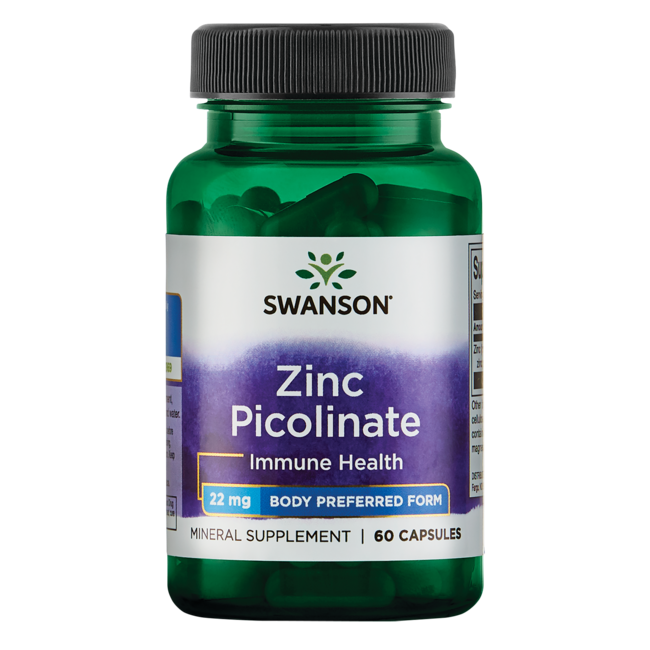 SWANSON®
Zinc
Picolinate
Immune Health
22 mg BODY PREFERRED FORM
MINERAL SUPPLEMENT | 60 CAPSULES